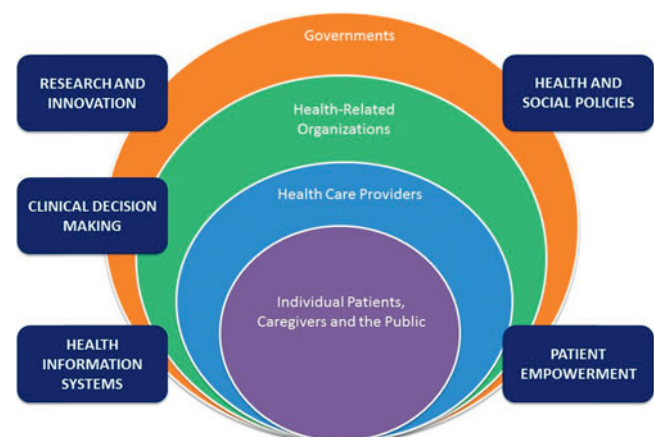 Governments
RESEARCH AND
INNOVATION
HEALTH AND
SOCIAL POLICIES
Health-Related
Organizations
CLINICAL DECISION
MAKING
Health Care Providers
Individual Patients,
Caregivers and the Public
HEALTH
INFORMATION
SYSTEMS
PATIENT
EMPOWERMENT